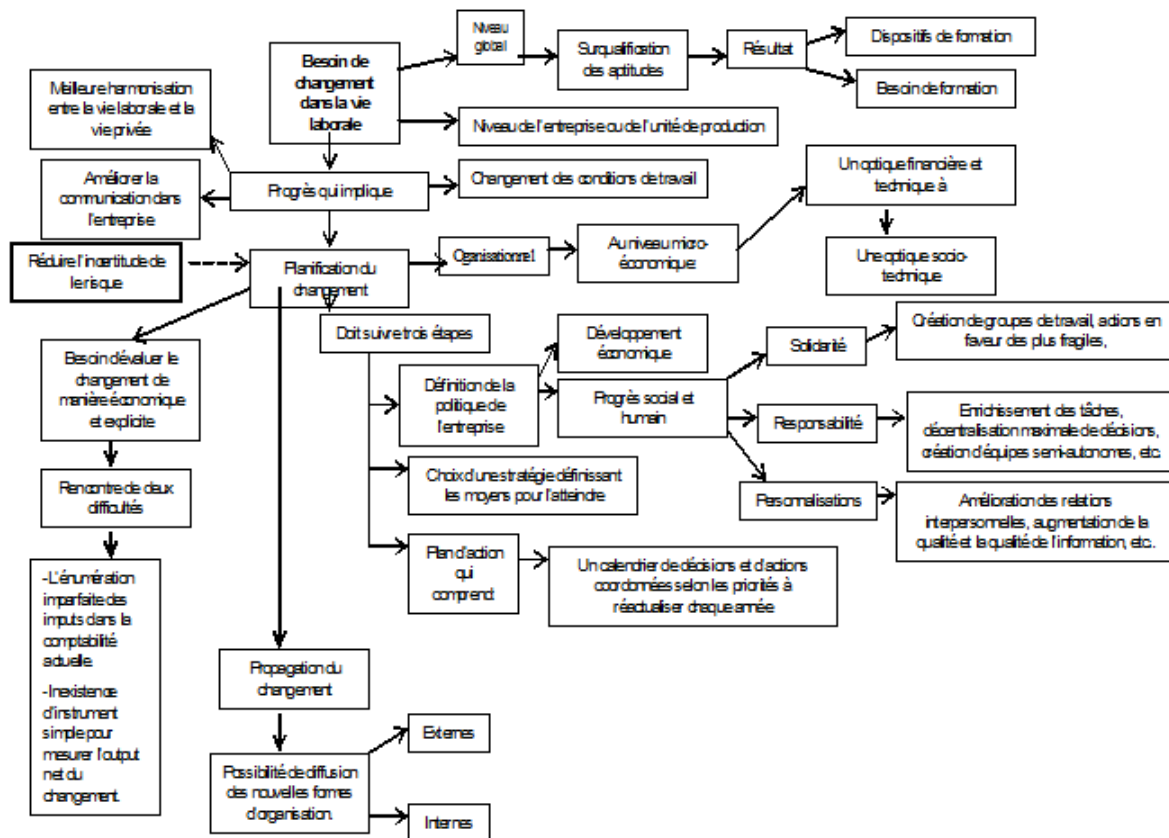 Niveau
global
Surqualification
des aptitudes
Résultat
Dispositifs de formation
Besoin de formation
Besoin de
changement
dans la vie
laborale
Niveau de l'entreprise ou de l'unité de production
Meilleure harmonisation
entre la vie laborale et la
vie privée
Améliorer la
communication dans
l'entreprise
Progrès qui implique
Changement des conditions de travail
Un optique financière et
technique à
Une optique socio-
technique
Réduire l'incertitude de
le risque
Planification du
changement
Organisationnel
Au niveau micro-
économique:
Doit suivre trois étapes
Développement
économique
Définition de la
politique de
l'entreprise
Progrès social et
humain
Solidarité
Création de groupes de travail, actions en
faveur des plus fragiles,
Responsabilité
Enrichissement des tâches,
décentralisation maximale de décisions,
création d'équipes semi-autonomes, etc.
Personnalisations
Amélioration des relations
interpersonnelles, augmentation de la
qualité et la qualité de l'information, etc..
Choix d'une stratégie définissant
les moyens pour l'atteindre
Plan d'action
qui
comprend:
Un calendrier de décisions et d'actions
coordonnées selon les priorités à
réactualiser chaque année
Besoin d'évaluer le
changement de
manière économique
et explicite
Rencontre de deux
difficultés
-L'énumération
imparfaite des
imputs dans la
comptabilité
actuelle.
-Inexistence
d'instrument
simple pour
mesurer l'output
net du
changement.
Propagation du
changement
Possibilité de diffusion
des nouvelles formes
d'organisation.
Externes
Internes